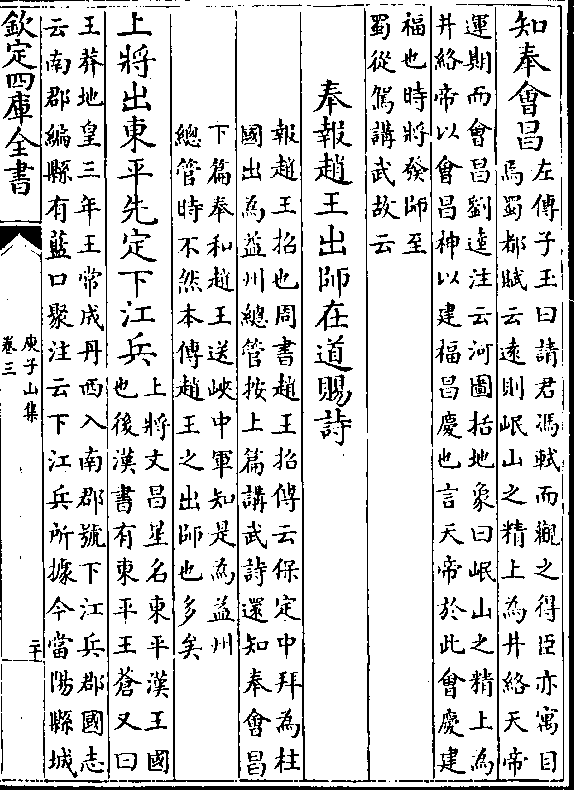 知奉會昌
左傳子玉曰請君馮軾而觀之得臣亦寓目
焉蜀都賦云遠則岷山之精上為井絡天帝
運期而會昌劉逵注云河圖括地象曰岷山之精上為
井絡帝以會昌神以建福昌慶也言天帝於此會慶建
福也時將發師至
蜀從駕講武故云
奉報趙王出師在道賜詩
報趙王招也周書趙王招傳云保定中拜為柱
國出為益州總管按上篇講武詩還知奉會昌
下篇奉和趙王送峽中軍知是為益州
總管時不然本傳趙王之出師也多矣
上將出東平先定下江兵
上將文昌星名東平漢王國
也後漢書有東平王蒼又曰
王莽地皇三年王常成丹西入南郡號下江兵郡國志
云南郡編縣有藍口聚注云下江兵所據今當陽縣城
欽定四庫全書
庾子山集
卷三
二十